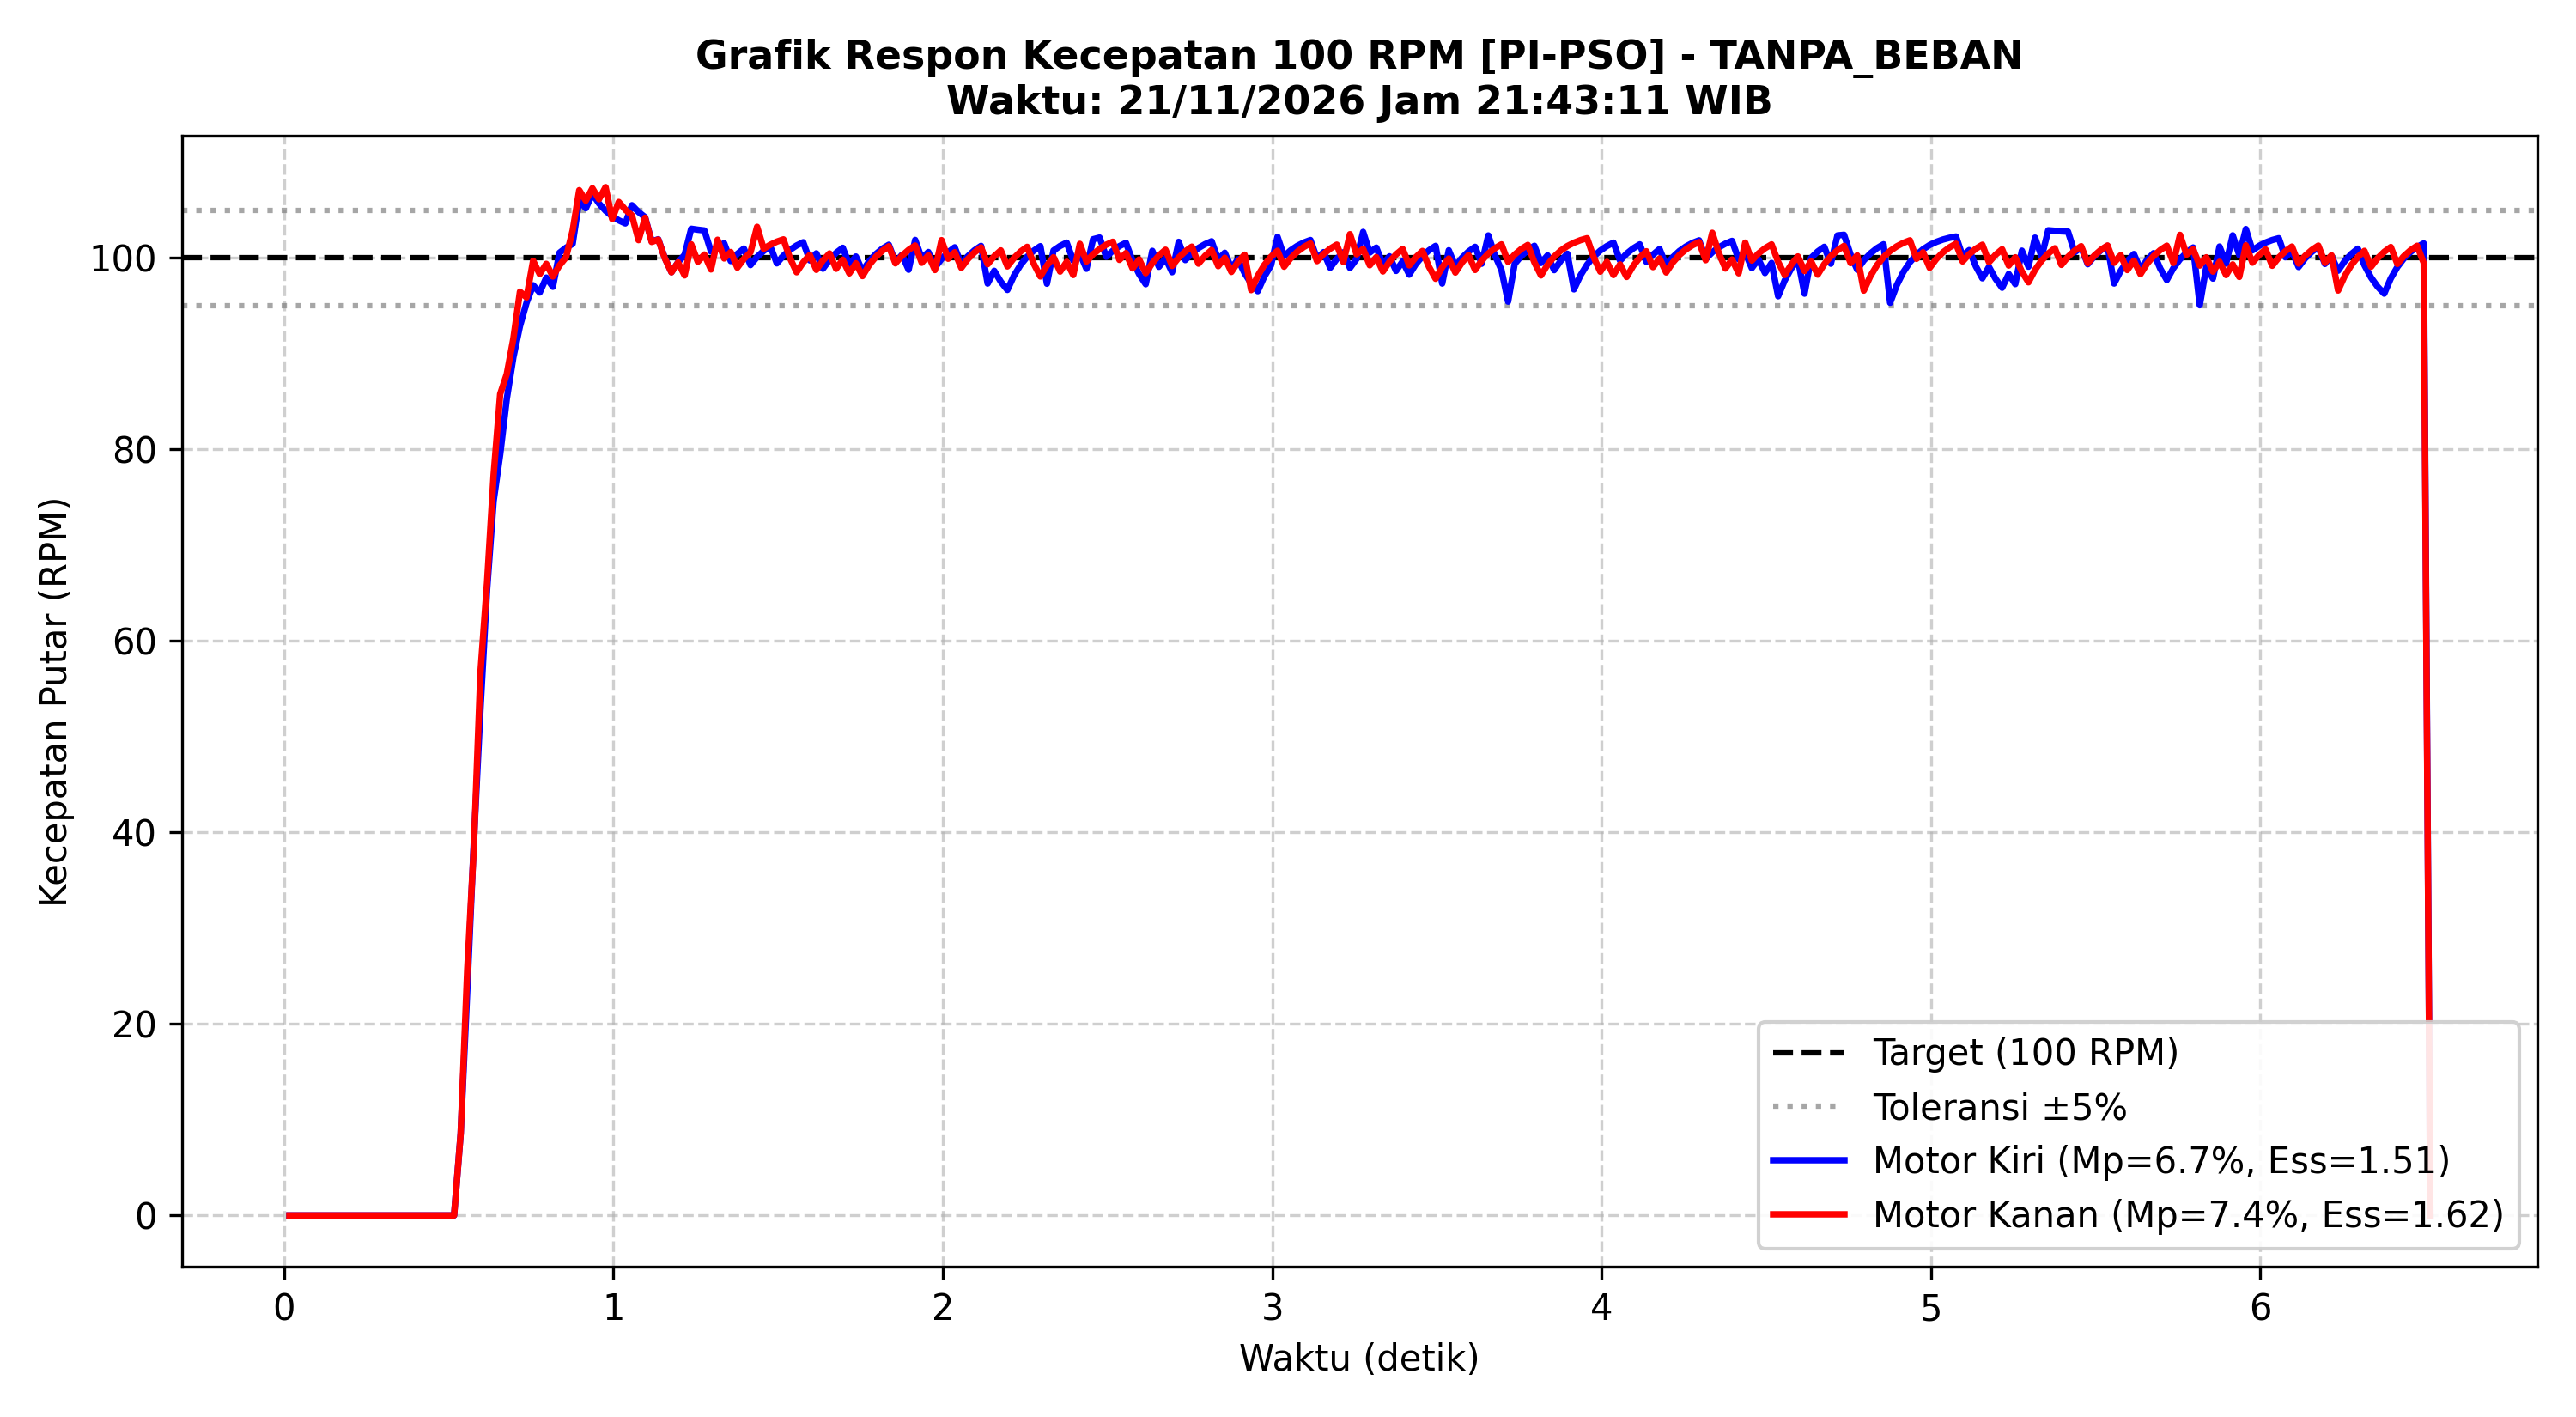 Grafik Respon Kecepatan 100 RPM [PI-PSO] - TANPA_BEBAN
Waktu: 21/11/2026 Jam 21:43:11 WIB
Kecepatan Putar (RPM)
100
80
60
40
20
0
Target (100 RPM)
Toleransi ±5%
Motor Kiri (Mp=6.7%, Ess=1.51)
Motor Kanan (Mp=7.4%, Ess=1.62)
0 1 2 3 4 5 6
Waktu (detik)